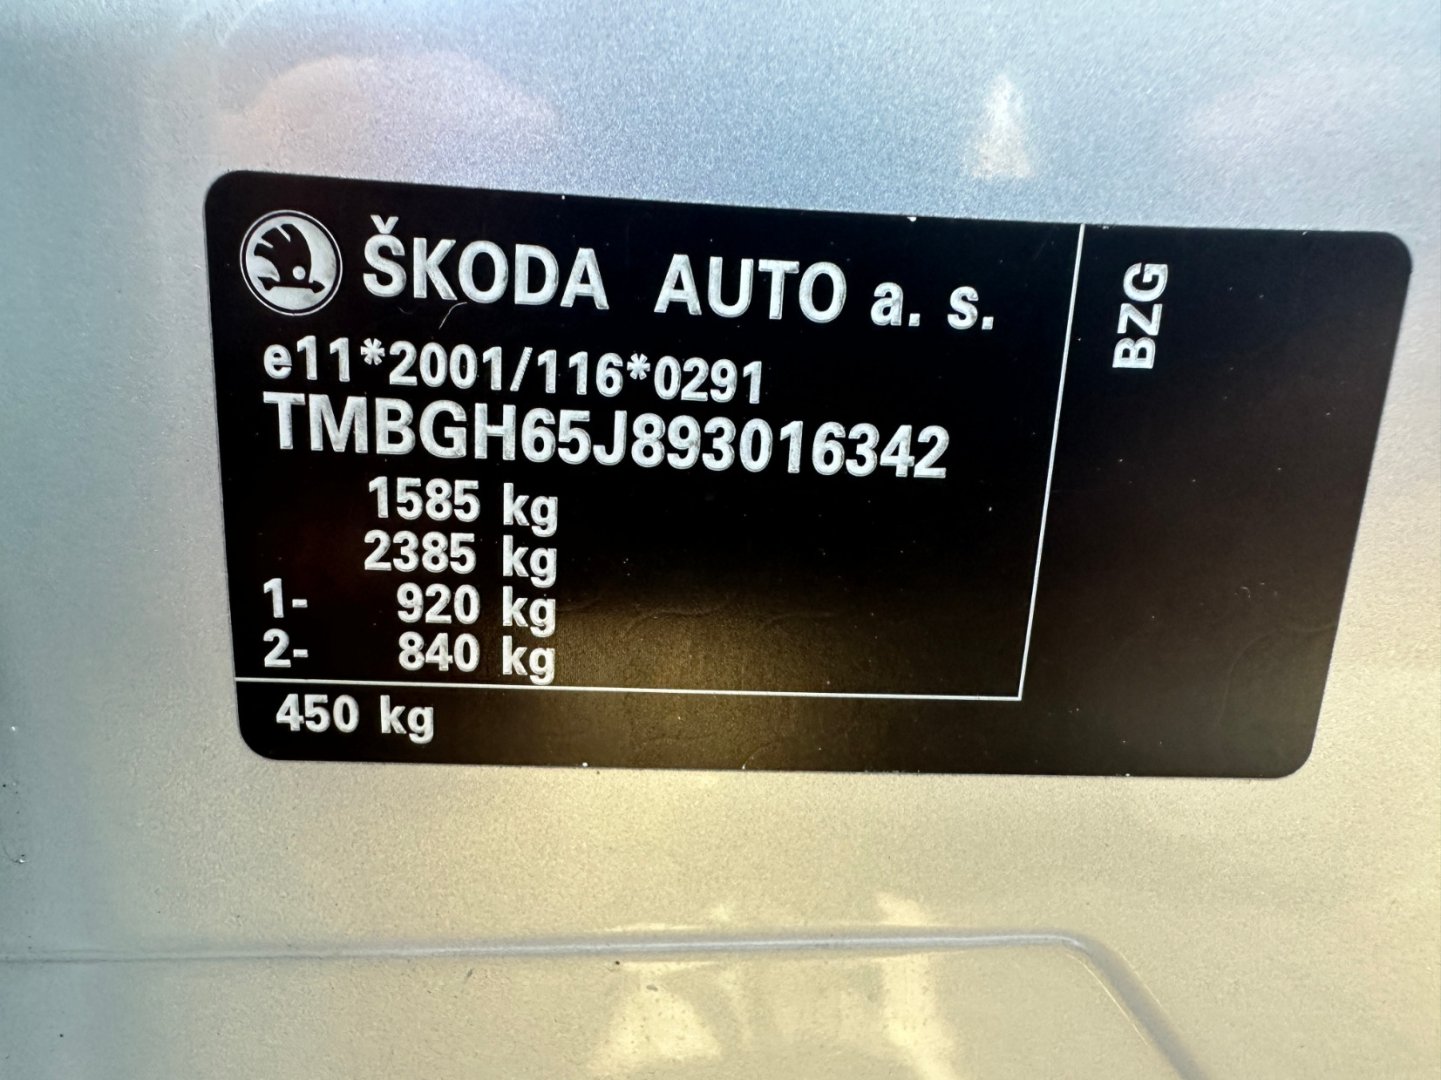 ŠKODA AUTO a. s.
e11*2001/116*0291
TMBGH65J893016342
1585 kg
2385 kg
1- 920 kg
2- 840 kg
450 kg
BZG